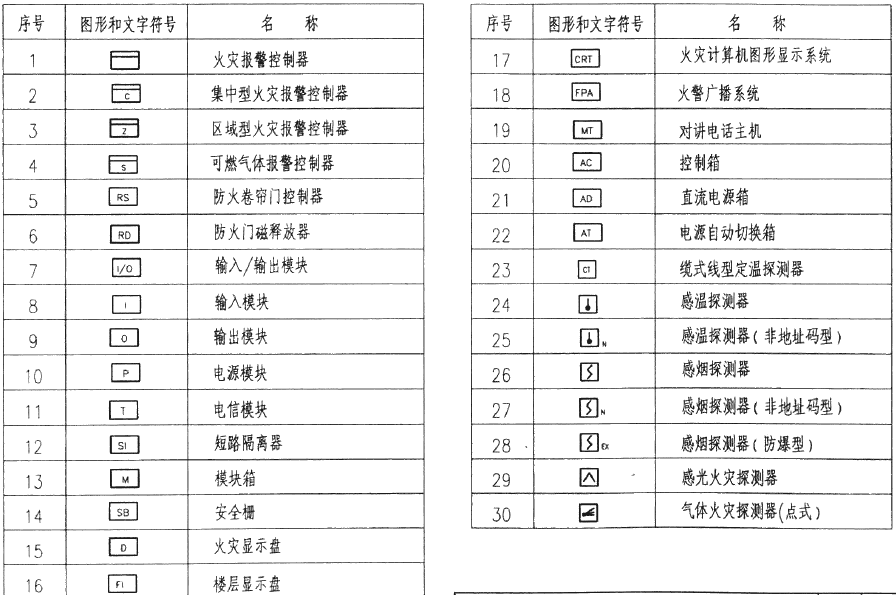 序号 图形和文字符号 名 称
1 火灾报警控制器
2 C 集中型火灾报警控制器
3 Z 区域型火灾报警控制器
4 S 可燃气体报警控制器
5 RS 防火卷帘门控制器
6 RD 防火门磁释放器
7 I/O 输入/输出模块
8 I 输入模块
9 O 输出模块
10 P 电源模块
11 T 电信模块
12 SI 短路隔离器
13 M 模块箱
14 SB 安全栅
15 D 火灾显示盘
16 FI 楼层显示盘
序号 图形和文字符号 名 称
17 CRT 火灾计算机图形显示系统
18 FPA 火警广播系统
19 MT 对讲电话主机
20 AC 控制箱
21 AD 直流电源箱
22 AT 电源自动切换箱
23 CT 缆式线型定温探测器
24 感温探测器
25 N 感温探测器(非地址码型)
26 感烟探测器
27 N 感烟探测器(非地址码型)
28 EX 感烟探测器(防爆型)
29 感光火灾探测器
30 气体火灾探测器(点式)